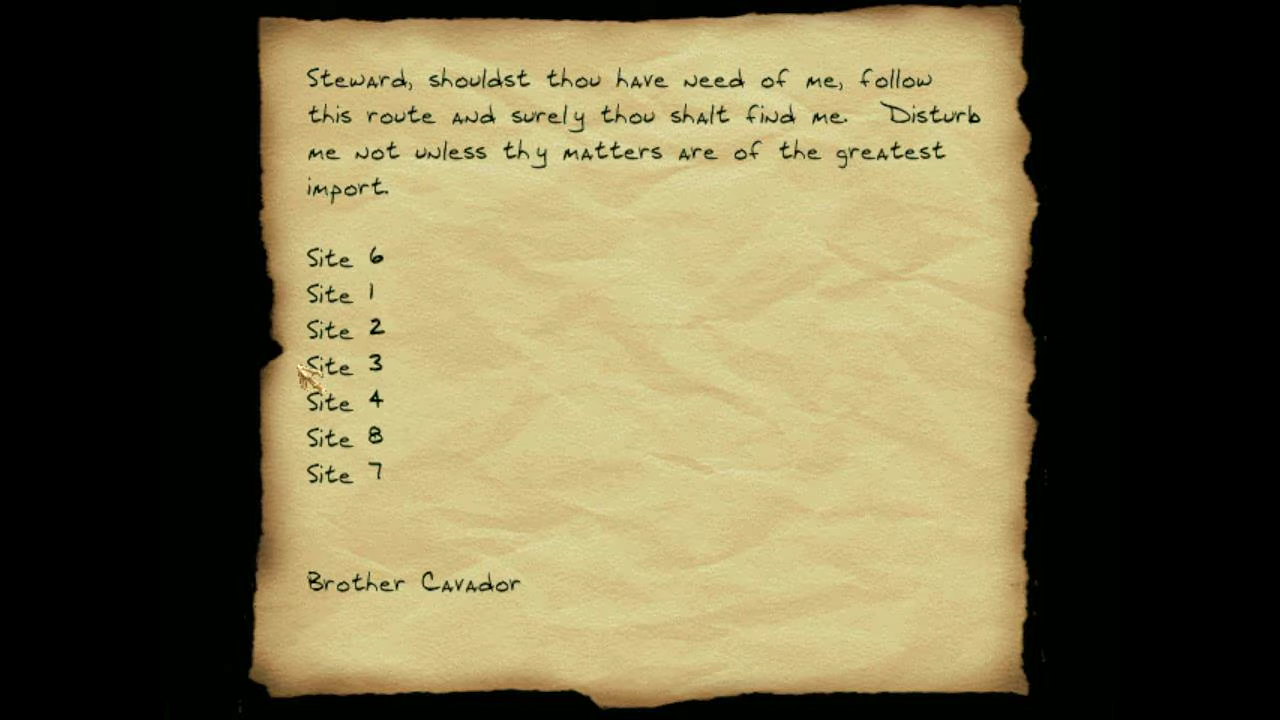 Steward, shouldst thou have need of me, follow
this route and surely thou shalt find me. Disturb
me not unless thy matters are of the greatest
import.
Site 6
Site 1
Site 2
Site 3
Site 4
Site 8
Site 7
Brother Cavador